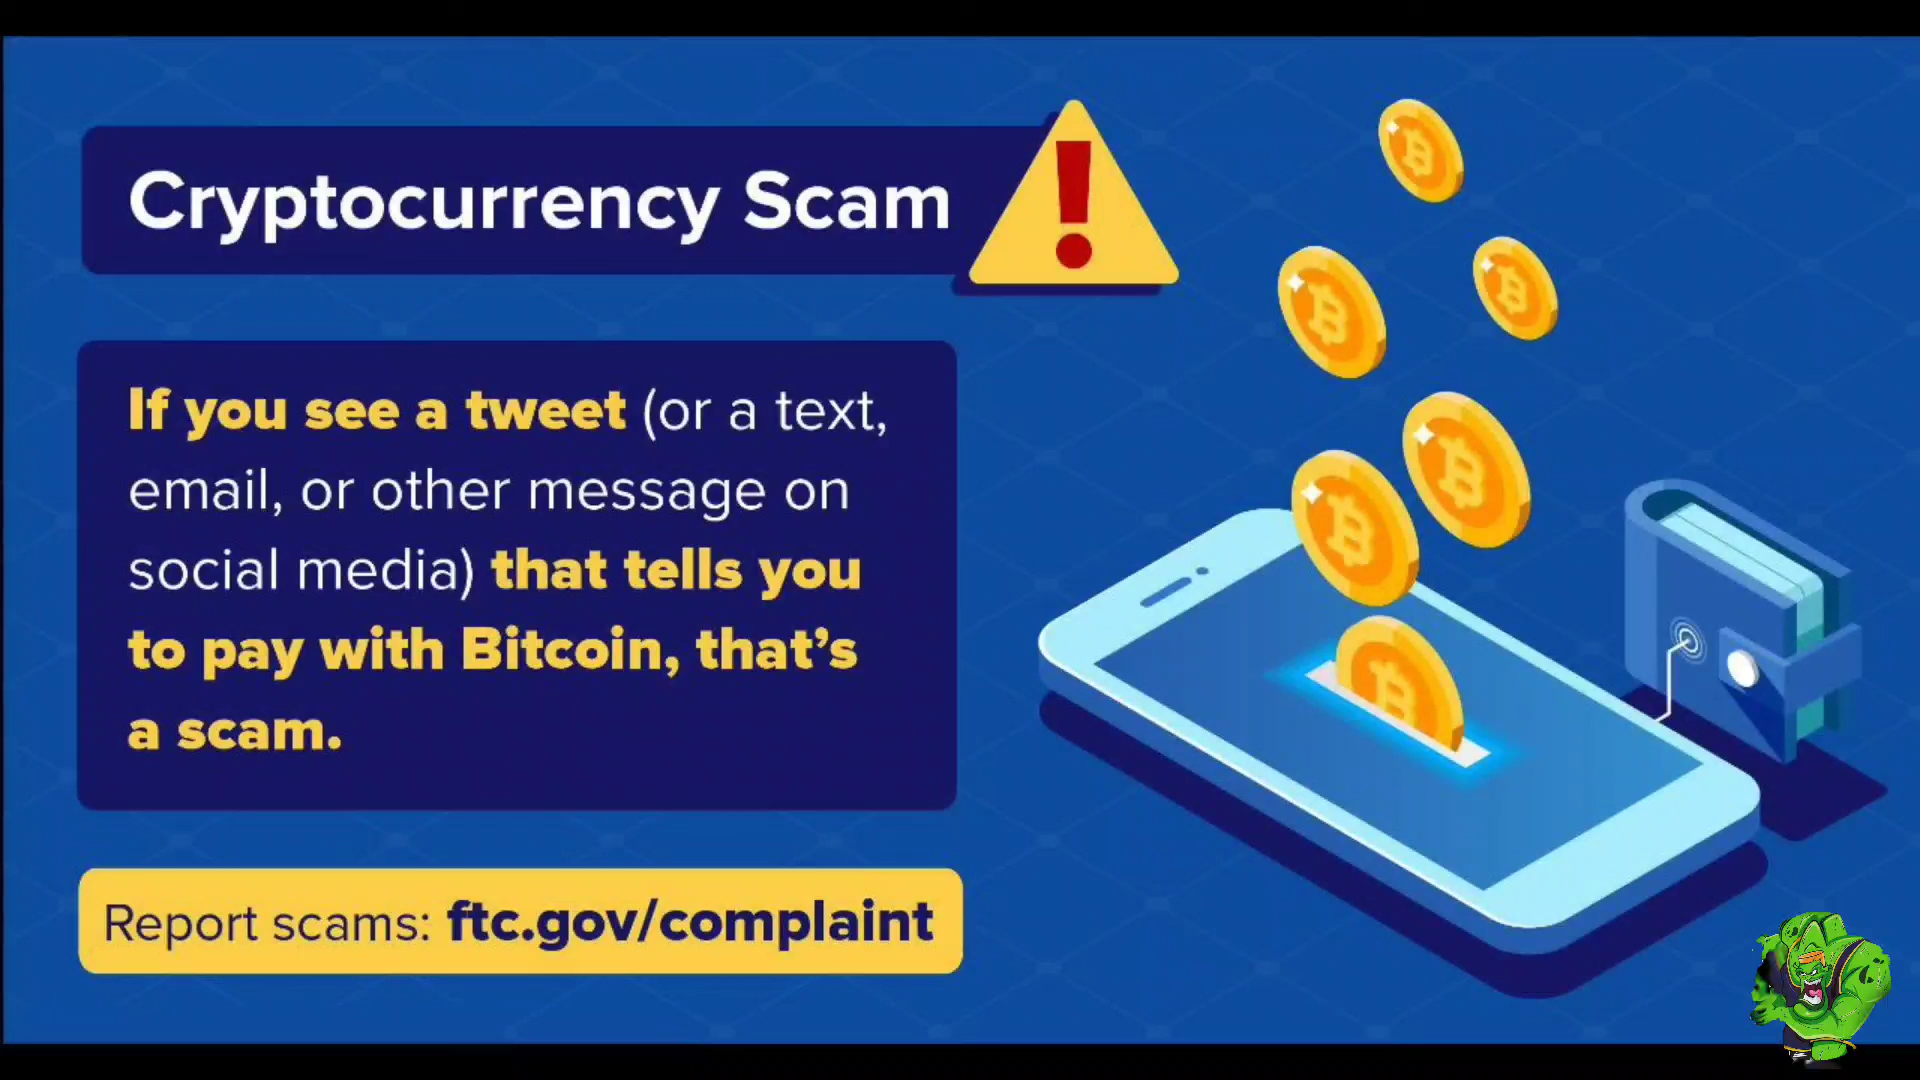 Cryptocurrency Scam
If you see a tweet (or a text,
email, or other message on
social media) that tells you
to pay with Bitcoin, that's
a scam.
Report scams: ftc.gov/complaint